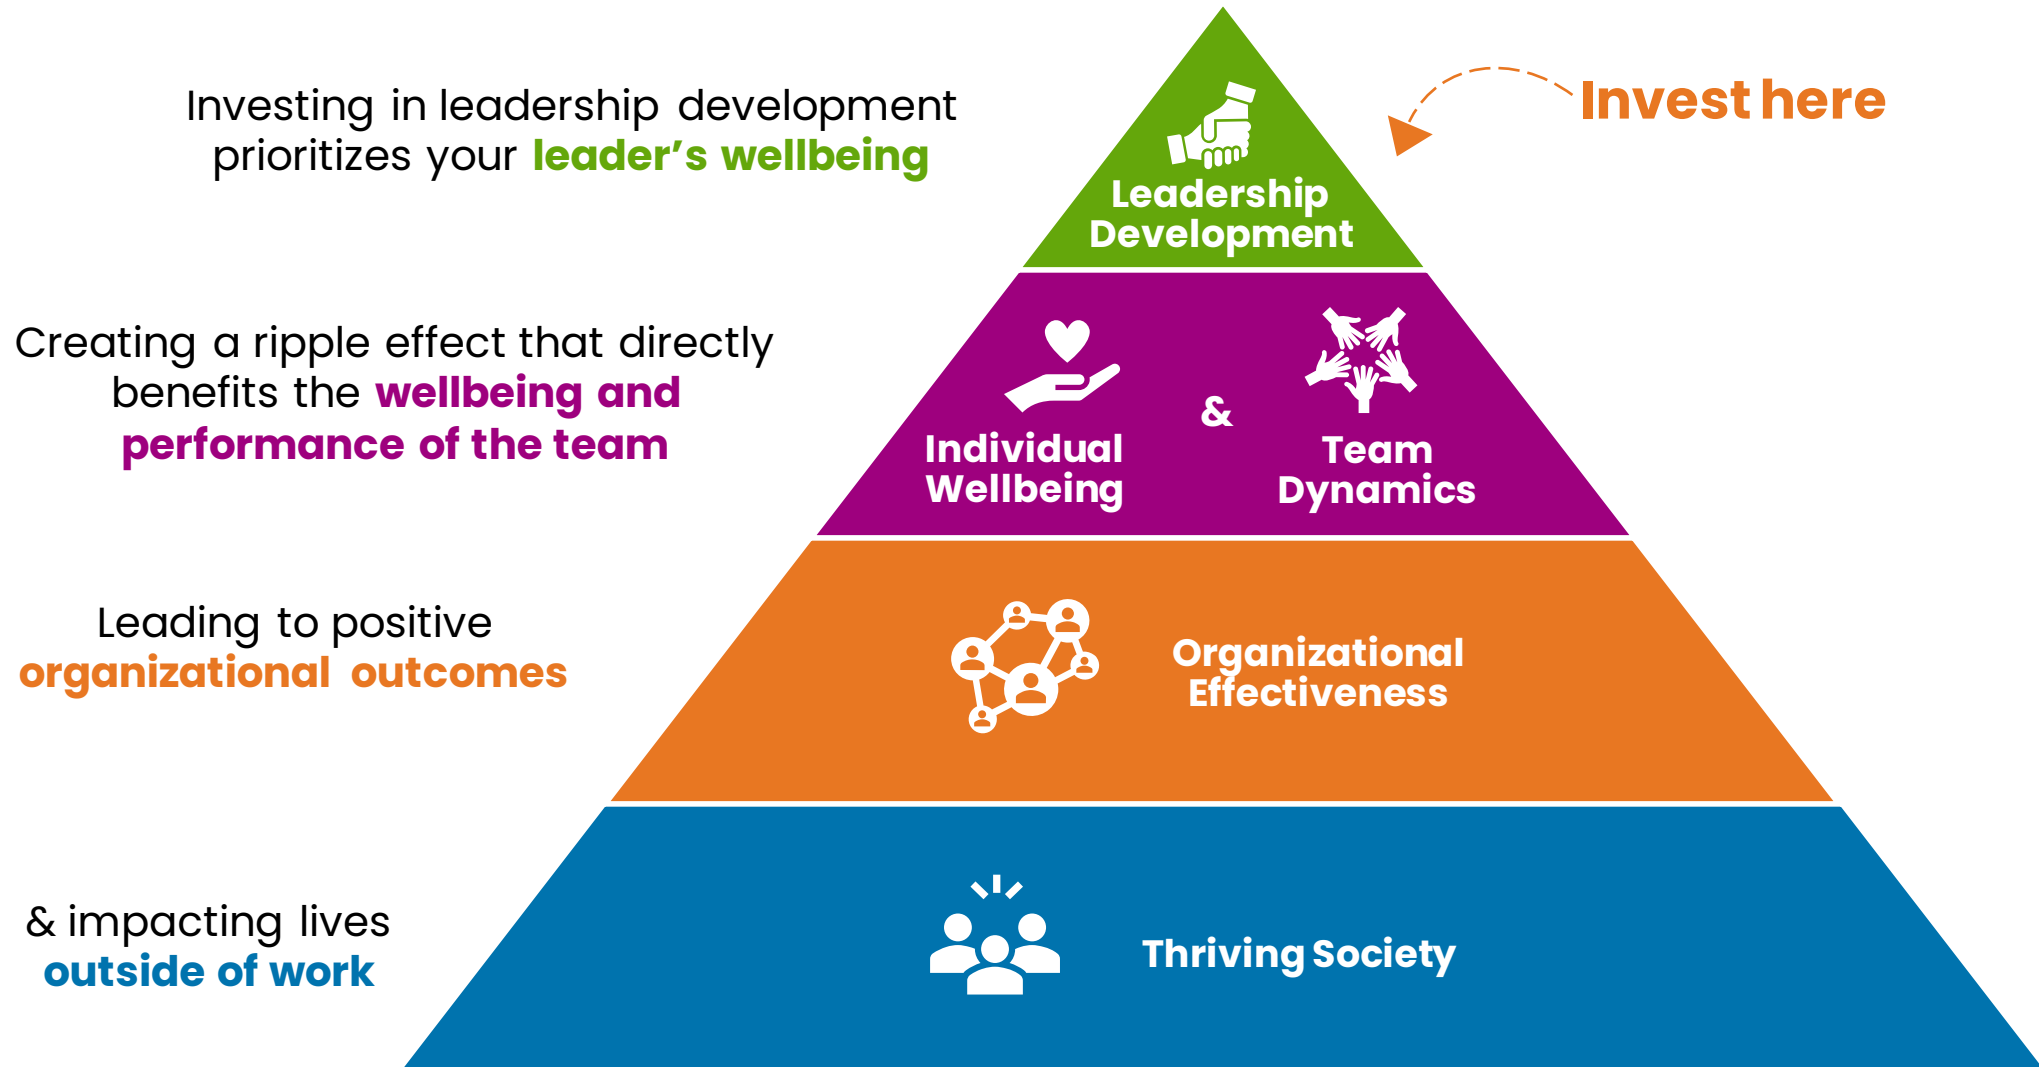 Investing in leadership development
prioritizes your leader's wellbeing
Invest here
Leadership
Development
Creating a ripple effect that directly
benefits the wellbeing and
performance of the team
Individual
Wellbeing
&
Team
Dynamics
Leading to positive
organizational outcomes
Organizational
Effectiveness
& impacting lives
outside of work
Thriving Society